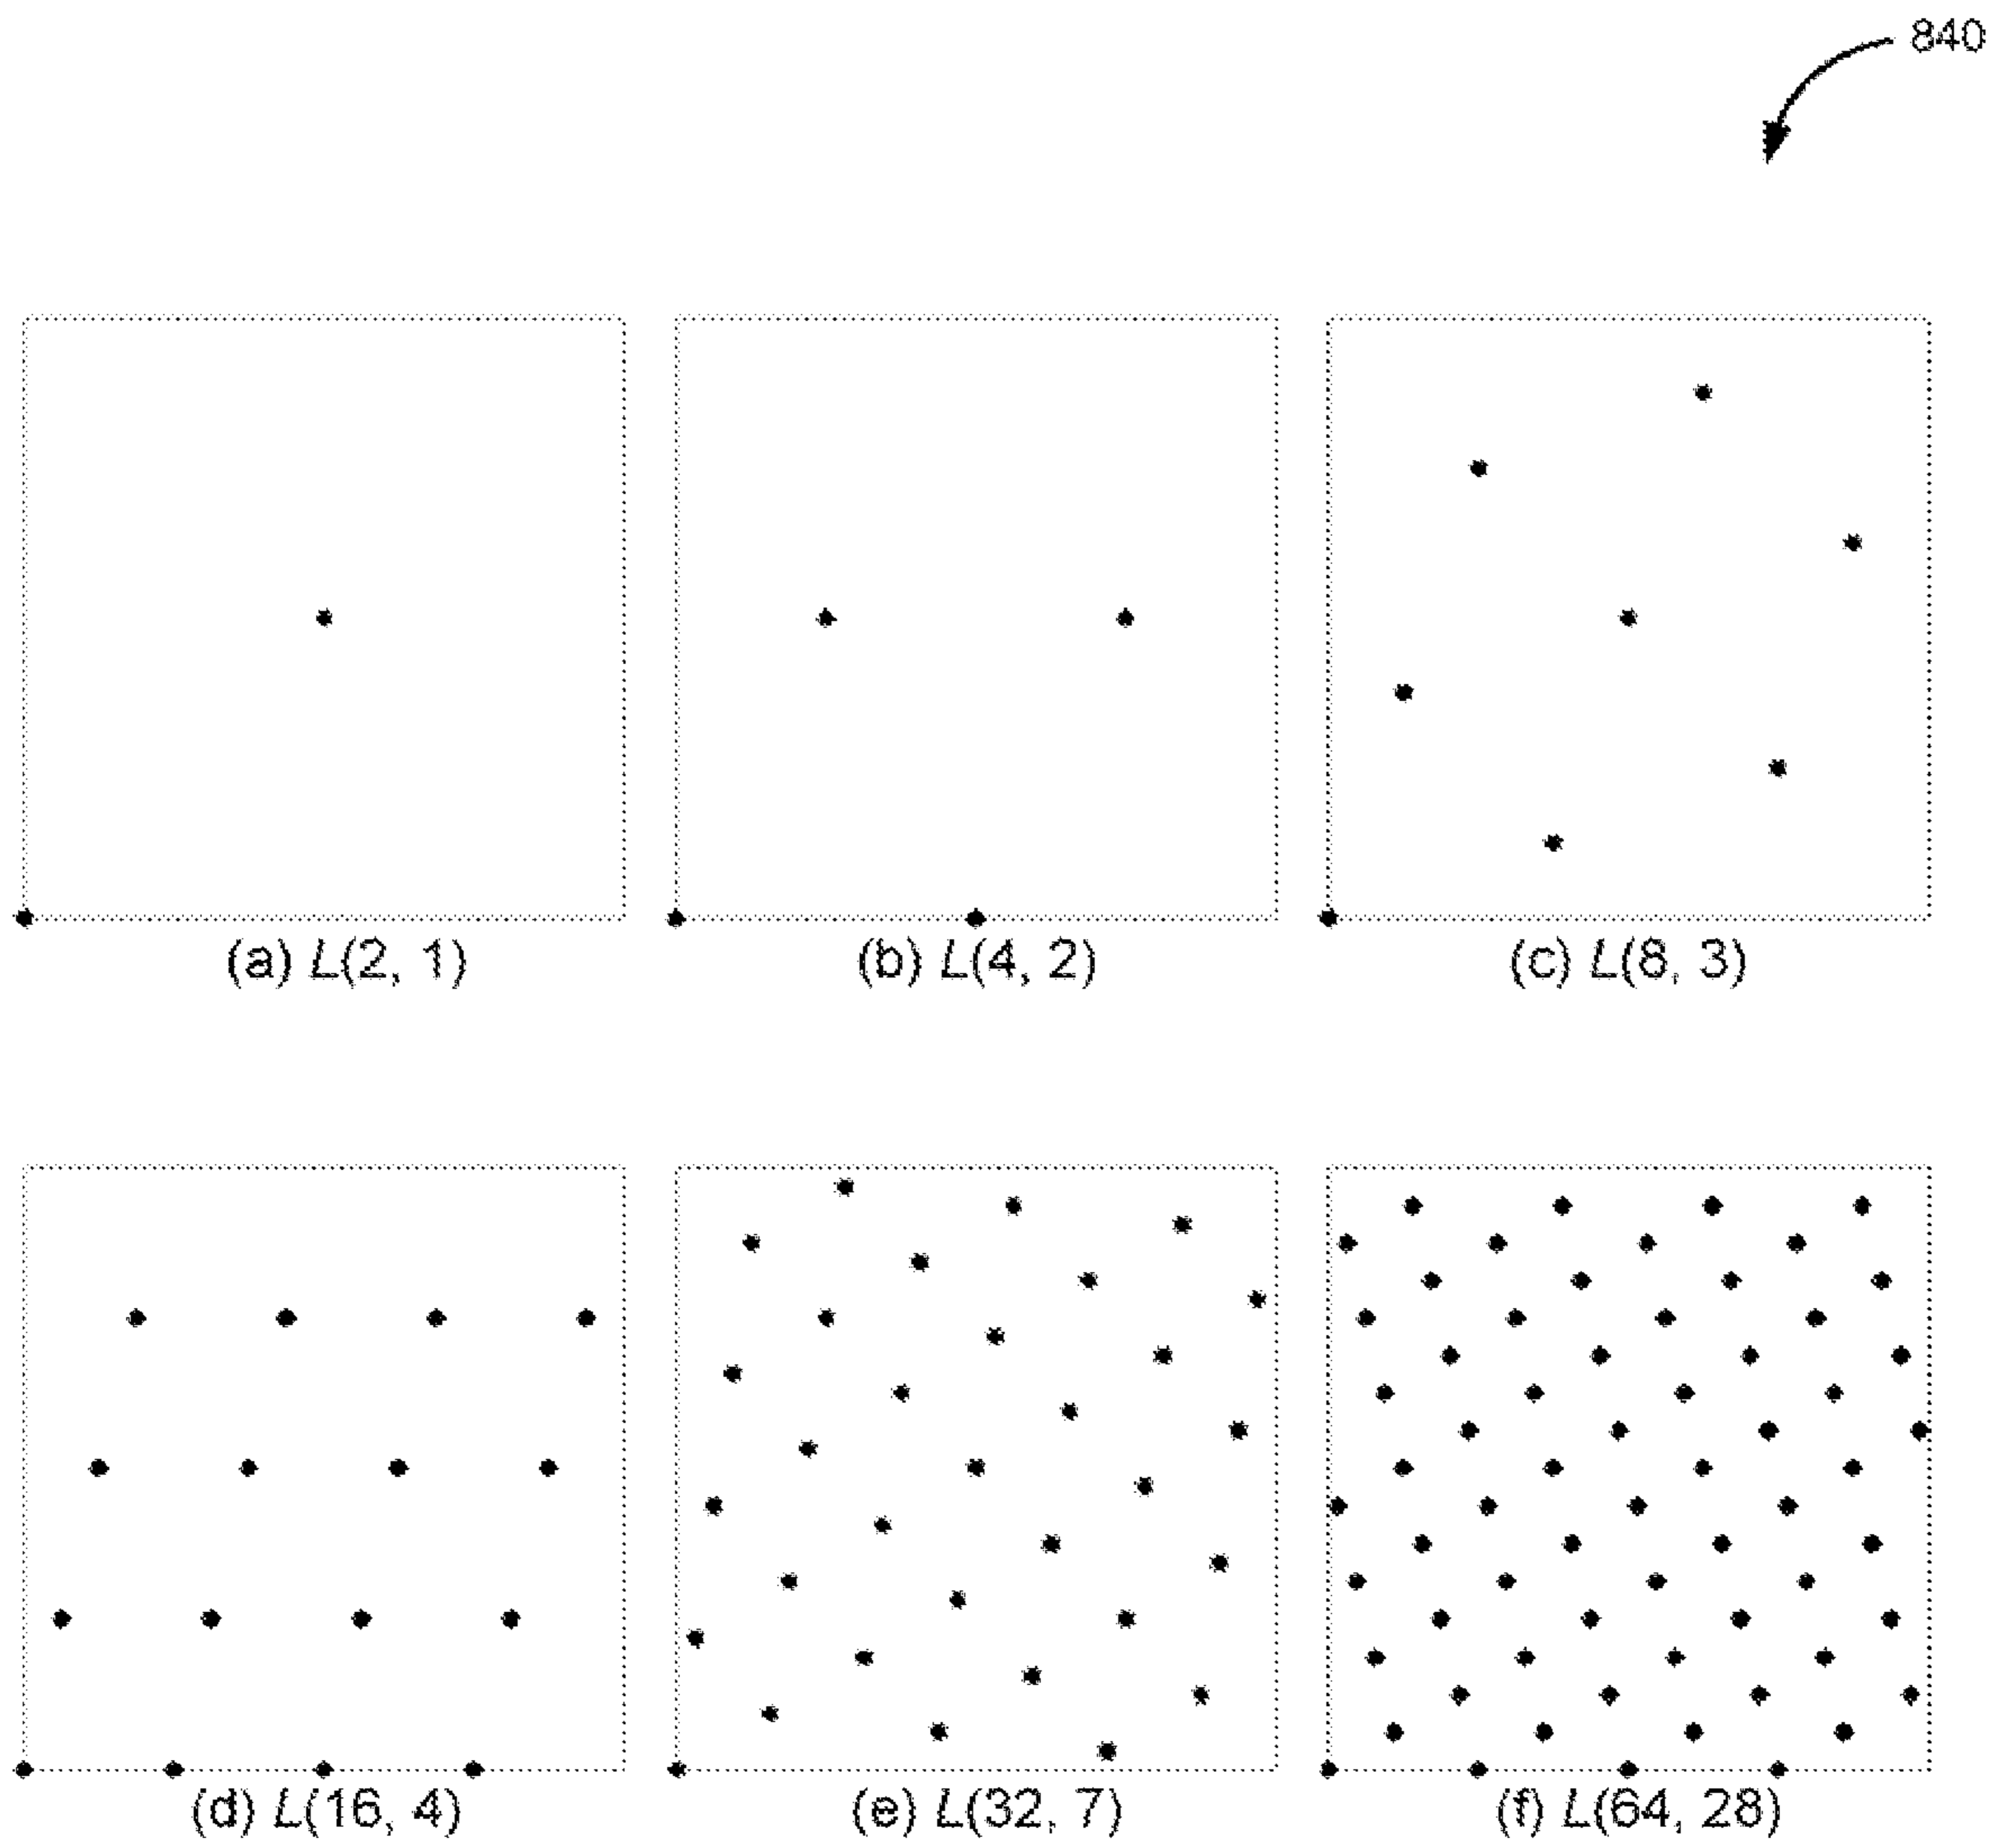 840
(a) L(2, 1)
(b) L(4, 2)
(c) L(8, 3)
(d) L(16, 4)
(e) L(32, 7)
(f) L(64, 28)